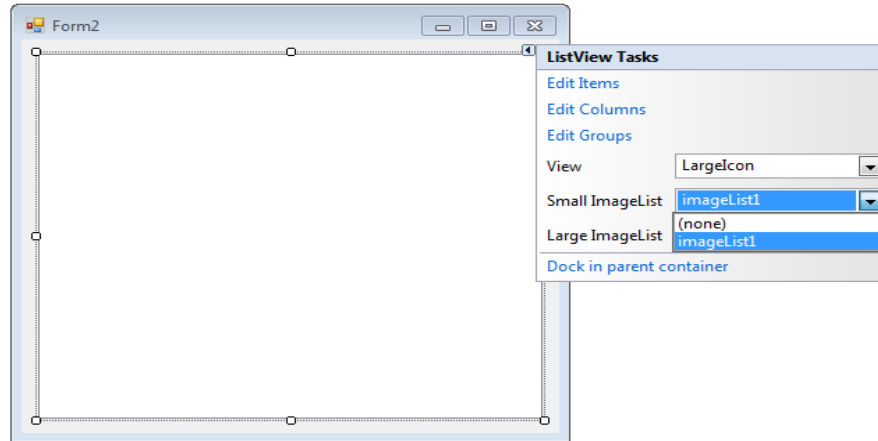 Form2
ListView Tasks
Edit Items
Edit Columns
Edit Groups
View LargeIcon
Small ImageList imageList1
(none)
Large ImageList imageList1
Dock in parent container